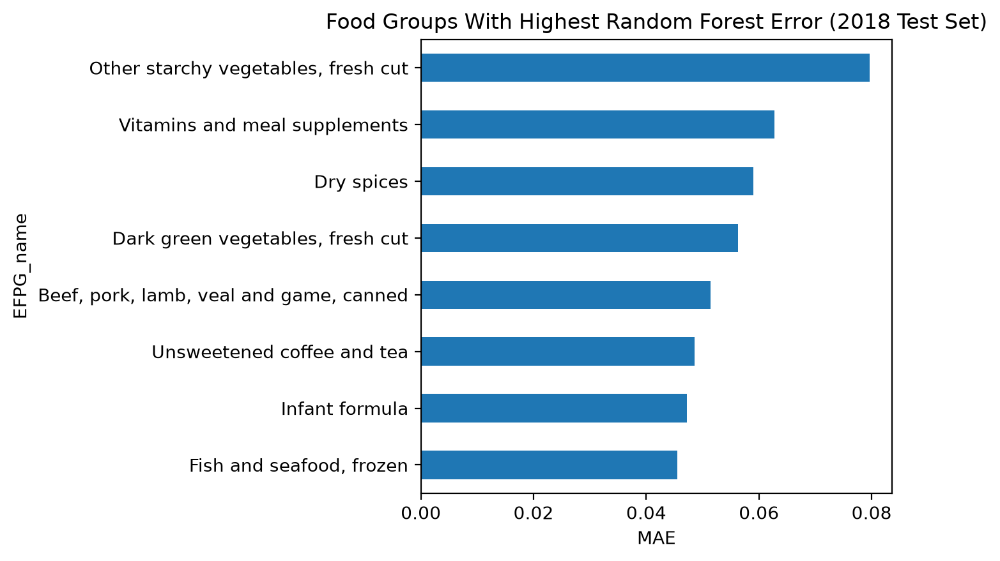 Food Groups With Highest Random Forest Error (2018 Test Set)
EFPG_name
Other starchy vegetables, fresh cut
Vitamins and meal supplements
Dry spices
Dark green vegetables, fresh cut
Beef, pork, lamb, veal and game, canned
Unsweetened coffee and tea
Infant formula
Fish and seafood, frozen
0.00 0.02 0.04 0.06 0.08
MAE